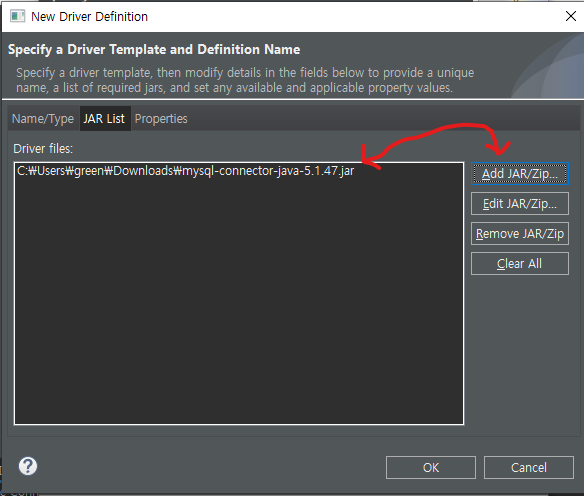 New Driver Definition
Specify a Driver Template and Definition Name
Specify a driver template, then modify details in the fields below to provide a unique
name, a list of required jars, and set any available and applicable property values.
Name/Type JAR List Properties
Driver files:
C:₩Users₩green₩Downloads₩mysql-connector-java-5.1.47.jar
Add JAR/Zip...
Edit JAR/Zip...
Remove JAR/Zip
Clear All
OK Cancel